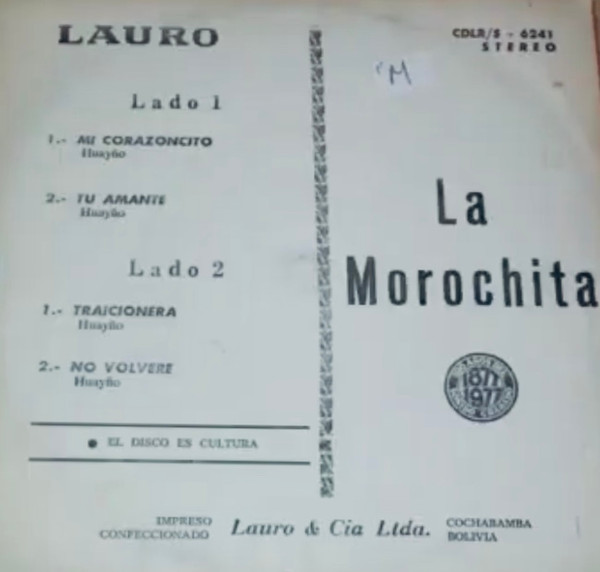 LAURO
CDLR/S - 6241
STEREO
"M
Lado 1
1.- MI CORAZONCITO
Huayño
2.- TU AMANTE
Huayño
Lado 2
1.- TRAICIONERA
Huayño
2.- NO VOLVERE
Huayño
● EL DISCO ES CULTURA
La
Morochita
1877
1977
IMPRESO
CONFECCIONADO
Lauro & Cia Ltda.
COCHABAMBA
BOLIVIA